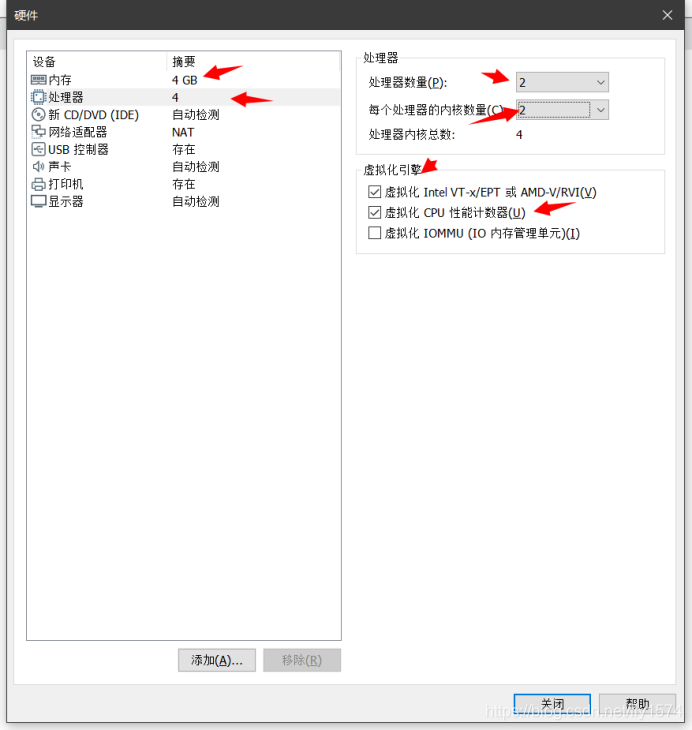 硬件
设备 摘要
内存 4 GB
处理器 4
新 CD/DVD (IDE) 自动检测
网络适配器 NAT
USB 控制器 存在
声卡 自动检测
打印机 存在
显示器 自动检测
添加(A)... 移除(R)
处理器
处理器数量(P): 2
每个处理器的内核数量(C 2
处理器内核总数: 4
虚拟化引擎
虚拟化 Intel VT-x/EPT 或 AMD-V/RVI(V)
虚拟化 CPU 性能计数器(U)
虚拟化 IOMMU (IO 内存管理单元)(I)
关闭 帮助